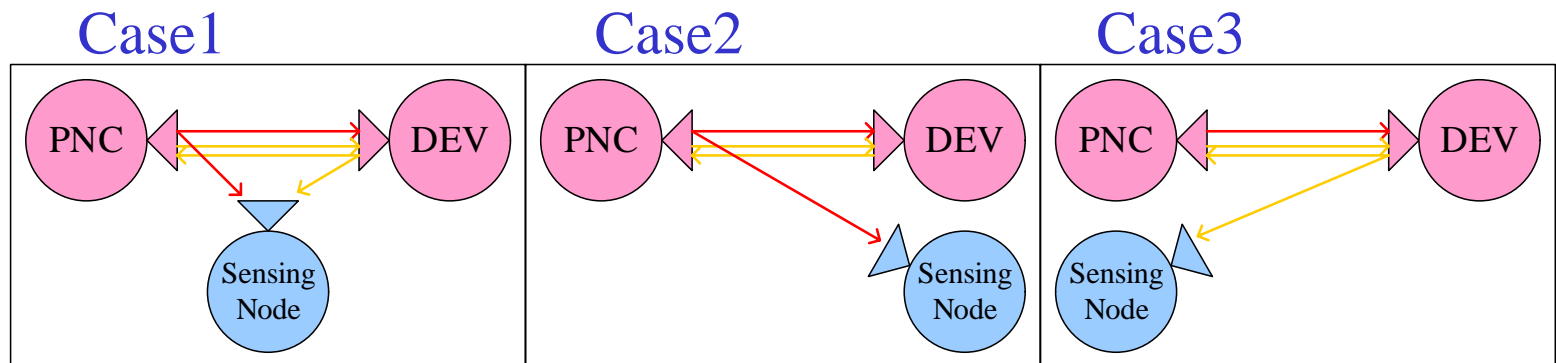 Case1
Case2
Case3
PNC
DEV
Sensing
Node
PNC
DEV
Sensing
Node
PNC
DEV
Sensing
Node